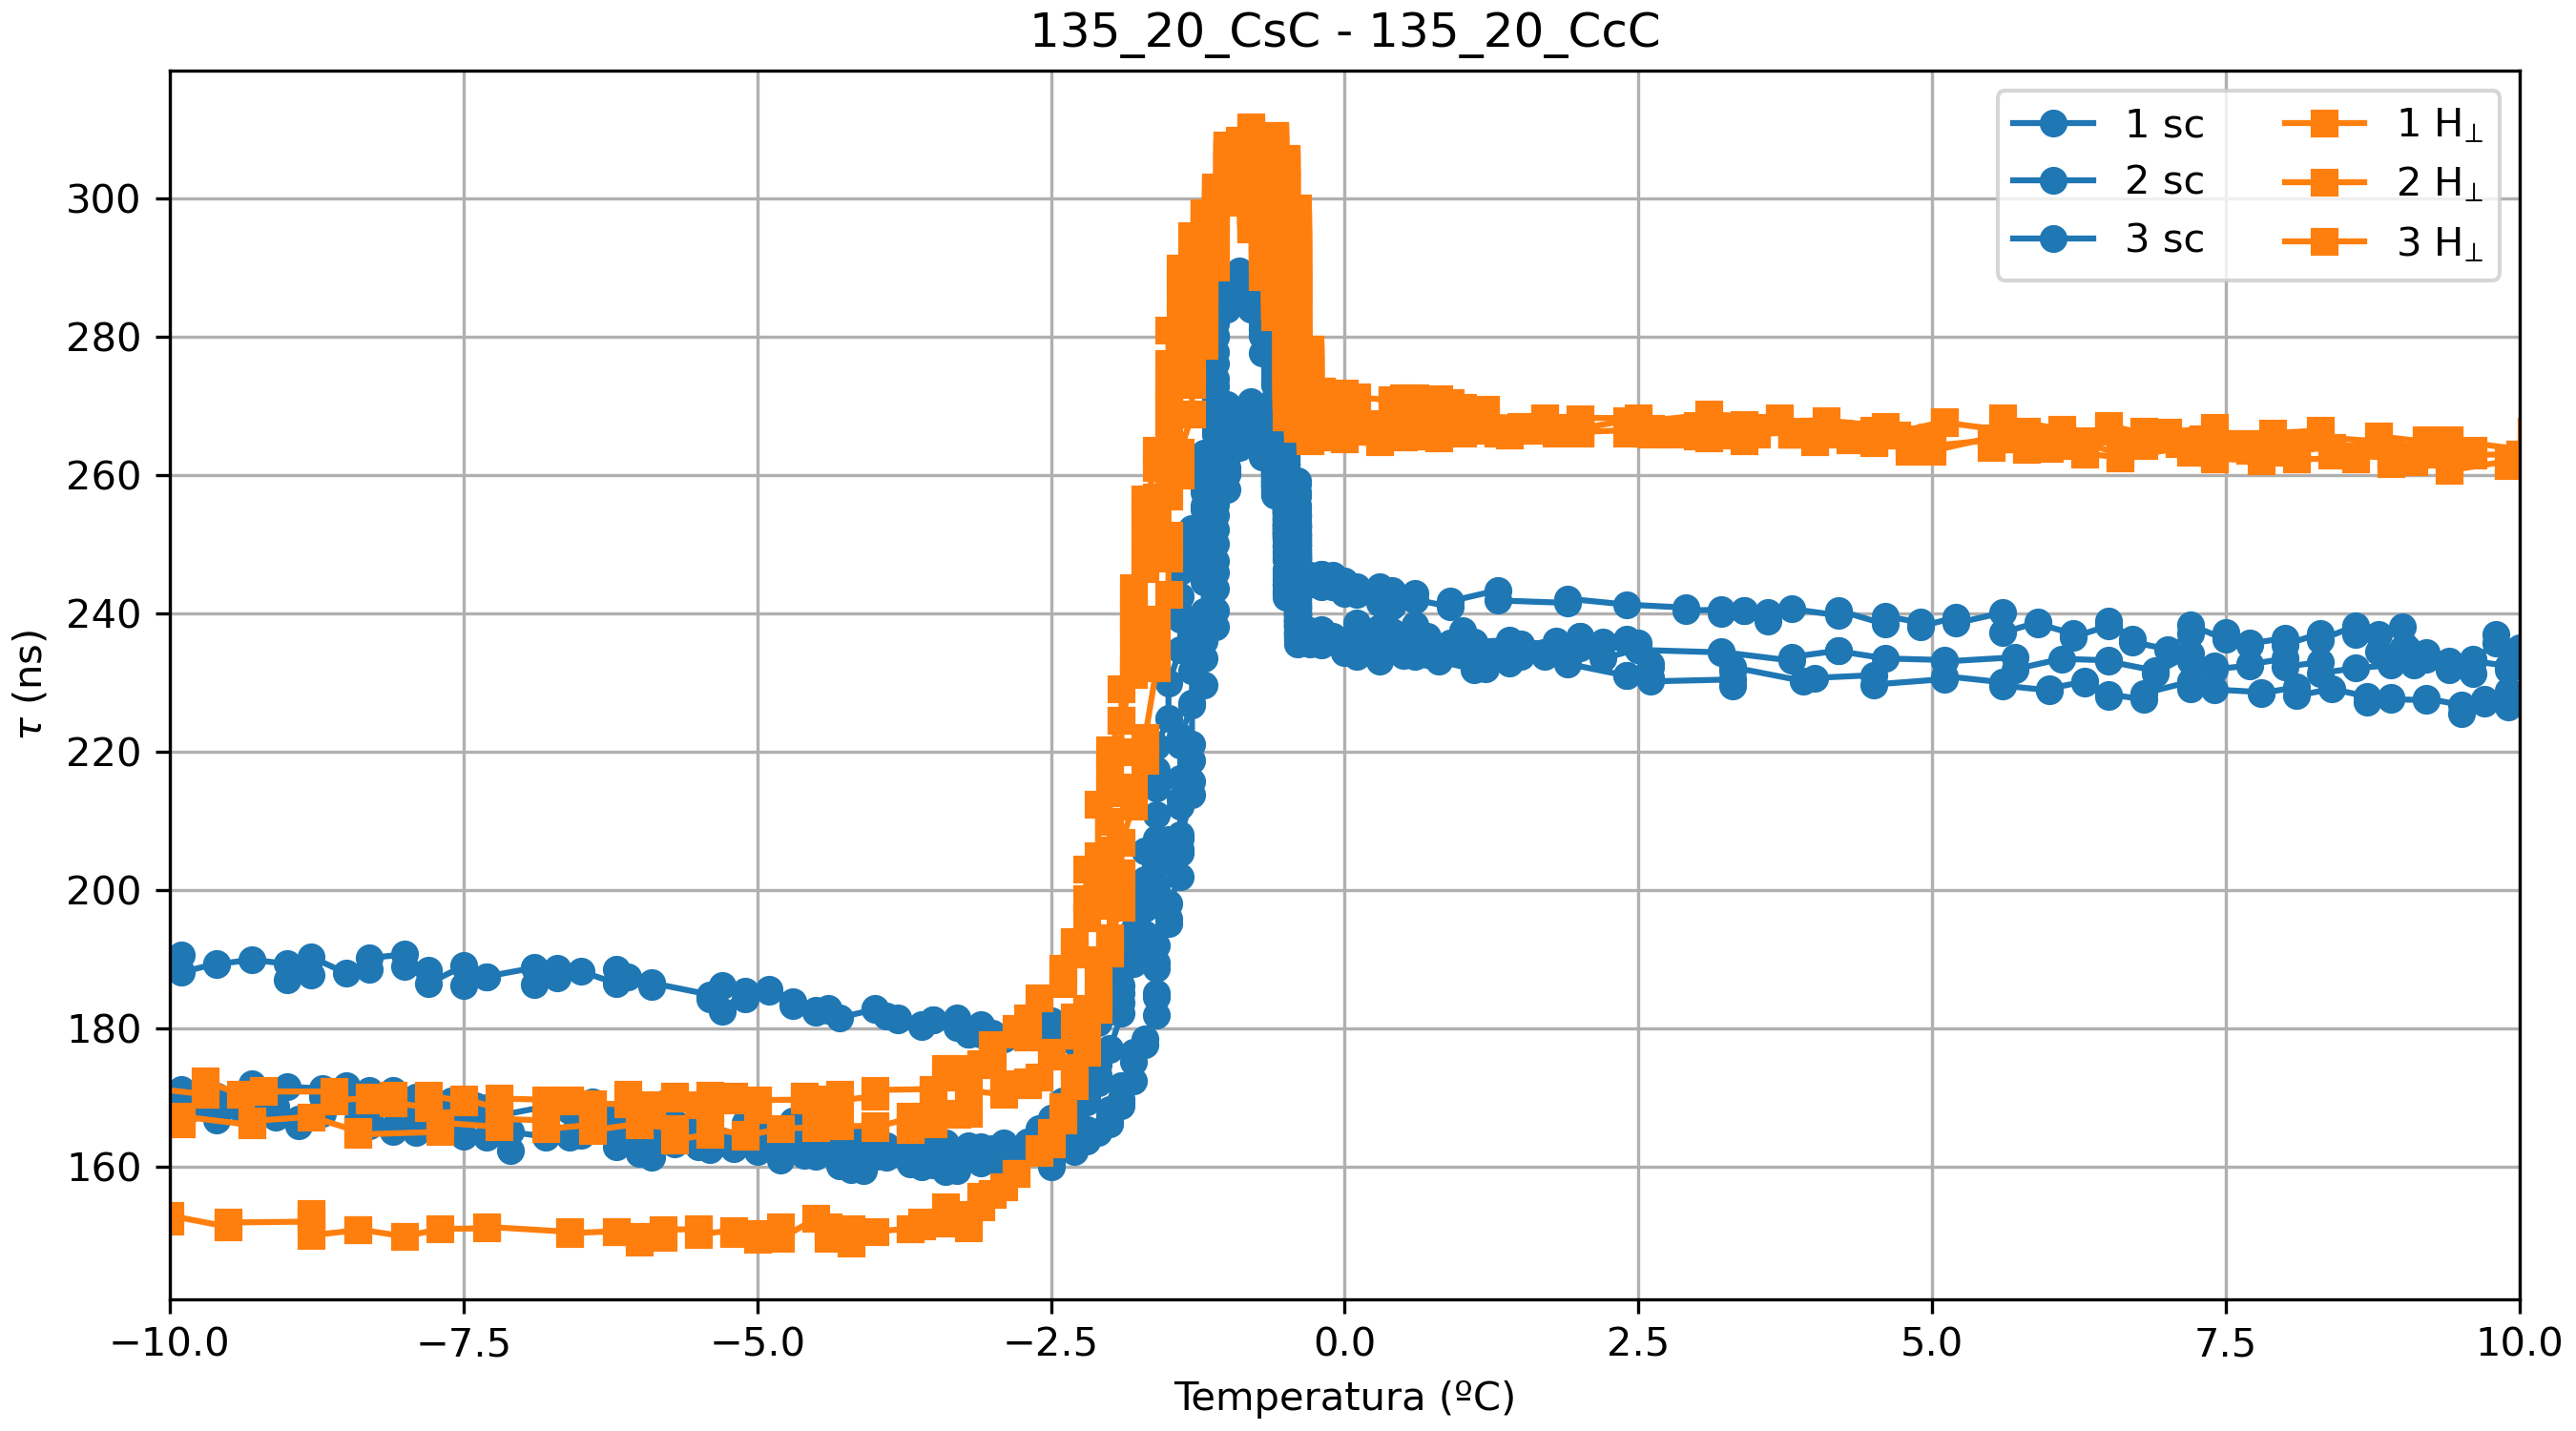 135_20_CsC - 135_20_CcC
1 sc
2 sc
3 sc
1 H⊥
2 H⊥
3 H⊥
τ (ns)
300
280
260
240
220
200
180
160
−10.0 −7.5 −5.0 −2.5 0.0 2.5 5.0 7.5 10.0
Temperatura (ºC)